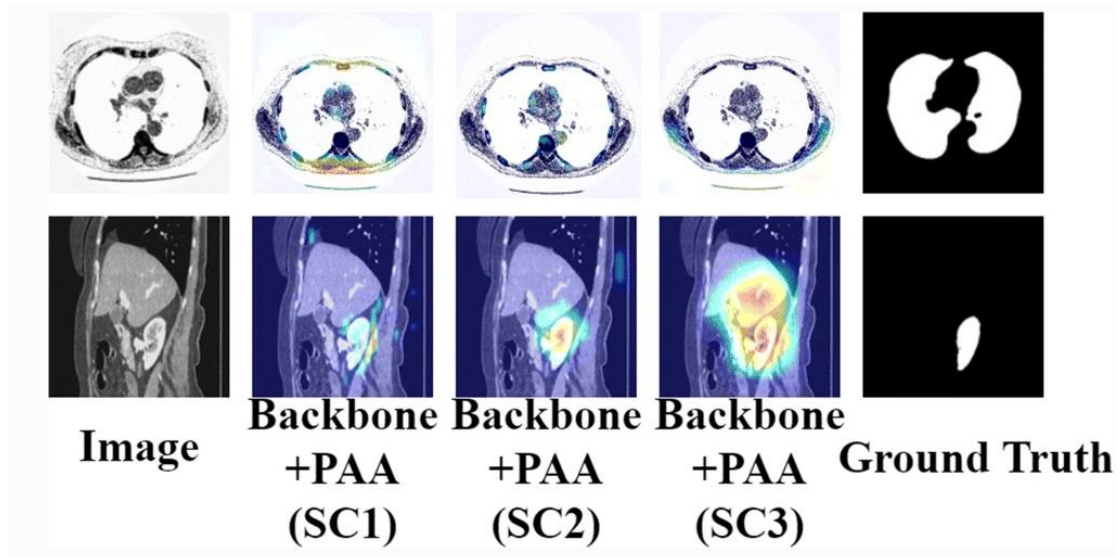 Image
Backbone
+PAA
(SC1)
Backbone
+PAA
(SC2)
Backbone
+PAA
(SC3)
Ground Truth